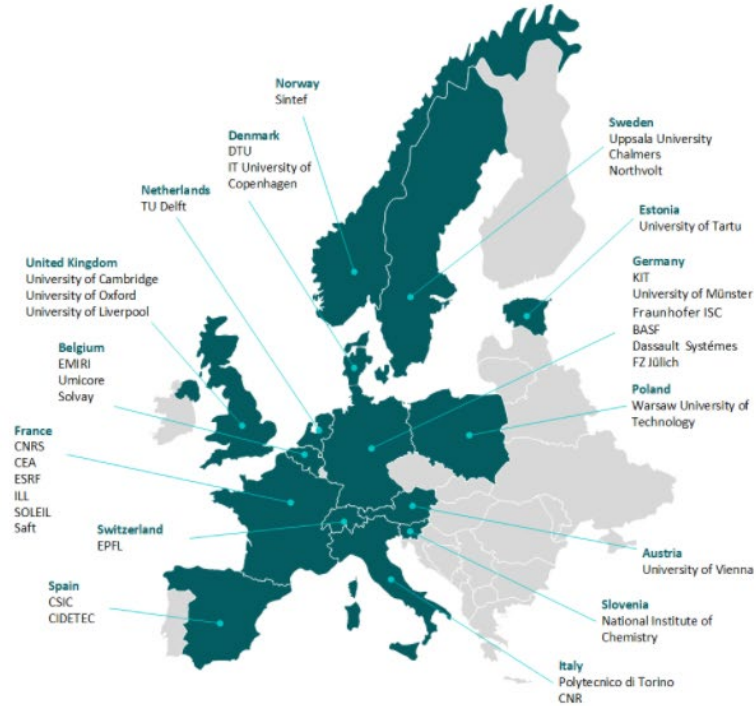 Norway
Sintef
Denmark
DTU
IT University of
Copenhagen
Netherlands
TU Delft
United Kingdom
University of Cambridge
University of Oxford
University of Liverpool
Belgium
EMIRI
Umicore
Solvay
France
CNRS
CEA
ESRF
ILL
SOLEIL
Saft
Switzerland
EPFL
Spain
CSIC
CIDETEC
Sweden
Uppsala University
Chalmers
Northvolt
Estonia
University of Tartu
Germany
KIT
University of Münster
Fraunhofer ISC
BASF
Dassault Systémes
FZ Jülich
Poland
Warsaw University of
Technology
Austria
University of Vienna
Slovenia
National Institute of
Chemistry
Italy
Polytecnico di Torino
CNR